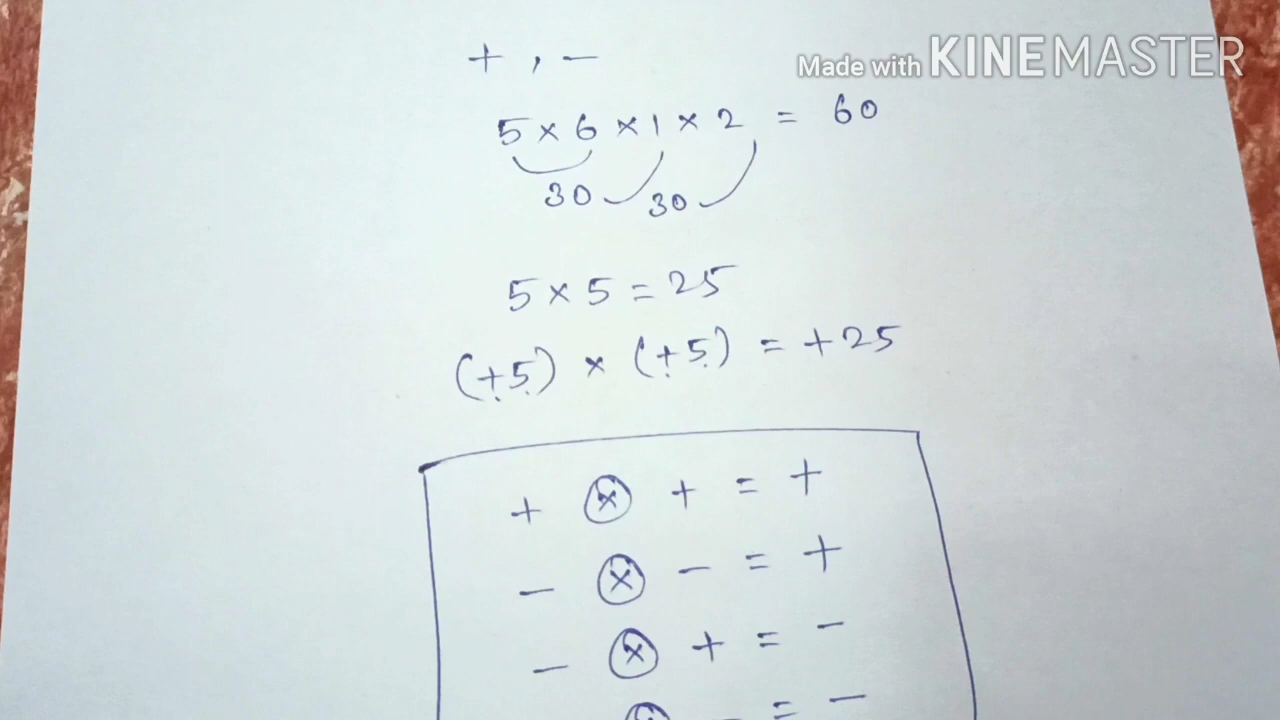 + , −
Made with KINEMASTER
5 × 6 × 1 × 2 = 60
30 30
5 × 5 = 25
(+5) × (+5) = +25
+ × + = +
− × − = +
− × + = −
× − = −